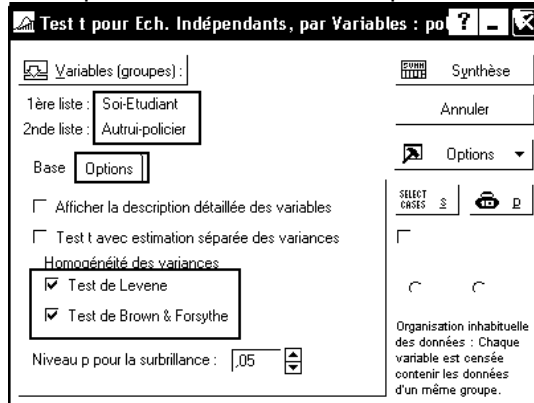 Test t pour Ech. Indépendants, par Variables : pol
Variables (groupes) :
1ère liste : Soi-Etudiant
2nde liste : Autrui-policier
Base Options
Afficher la description détaillée des variables
Test t avec estimation séparée des variances
Homogénéité des variances
Test de Levene
Test de Brown & Forsythe
Niveau p pour la surbrillance : ,05
Synthèse
Annuler
Options
SELECT
CASES S D
Organisation inhabituelle
des données : Chaque
variable est censée
contenir les données
d'un même groupe.